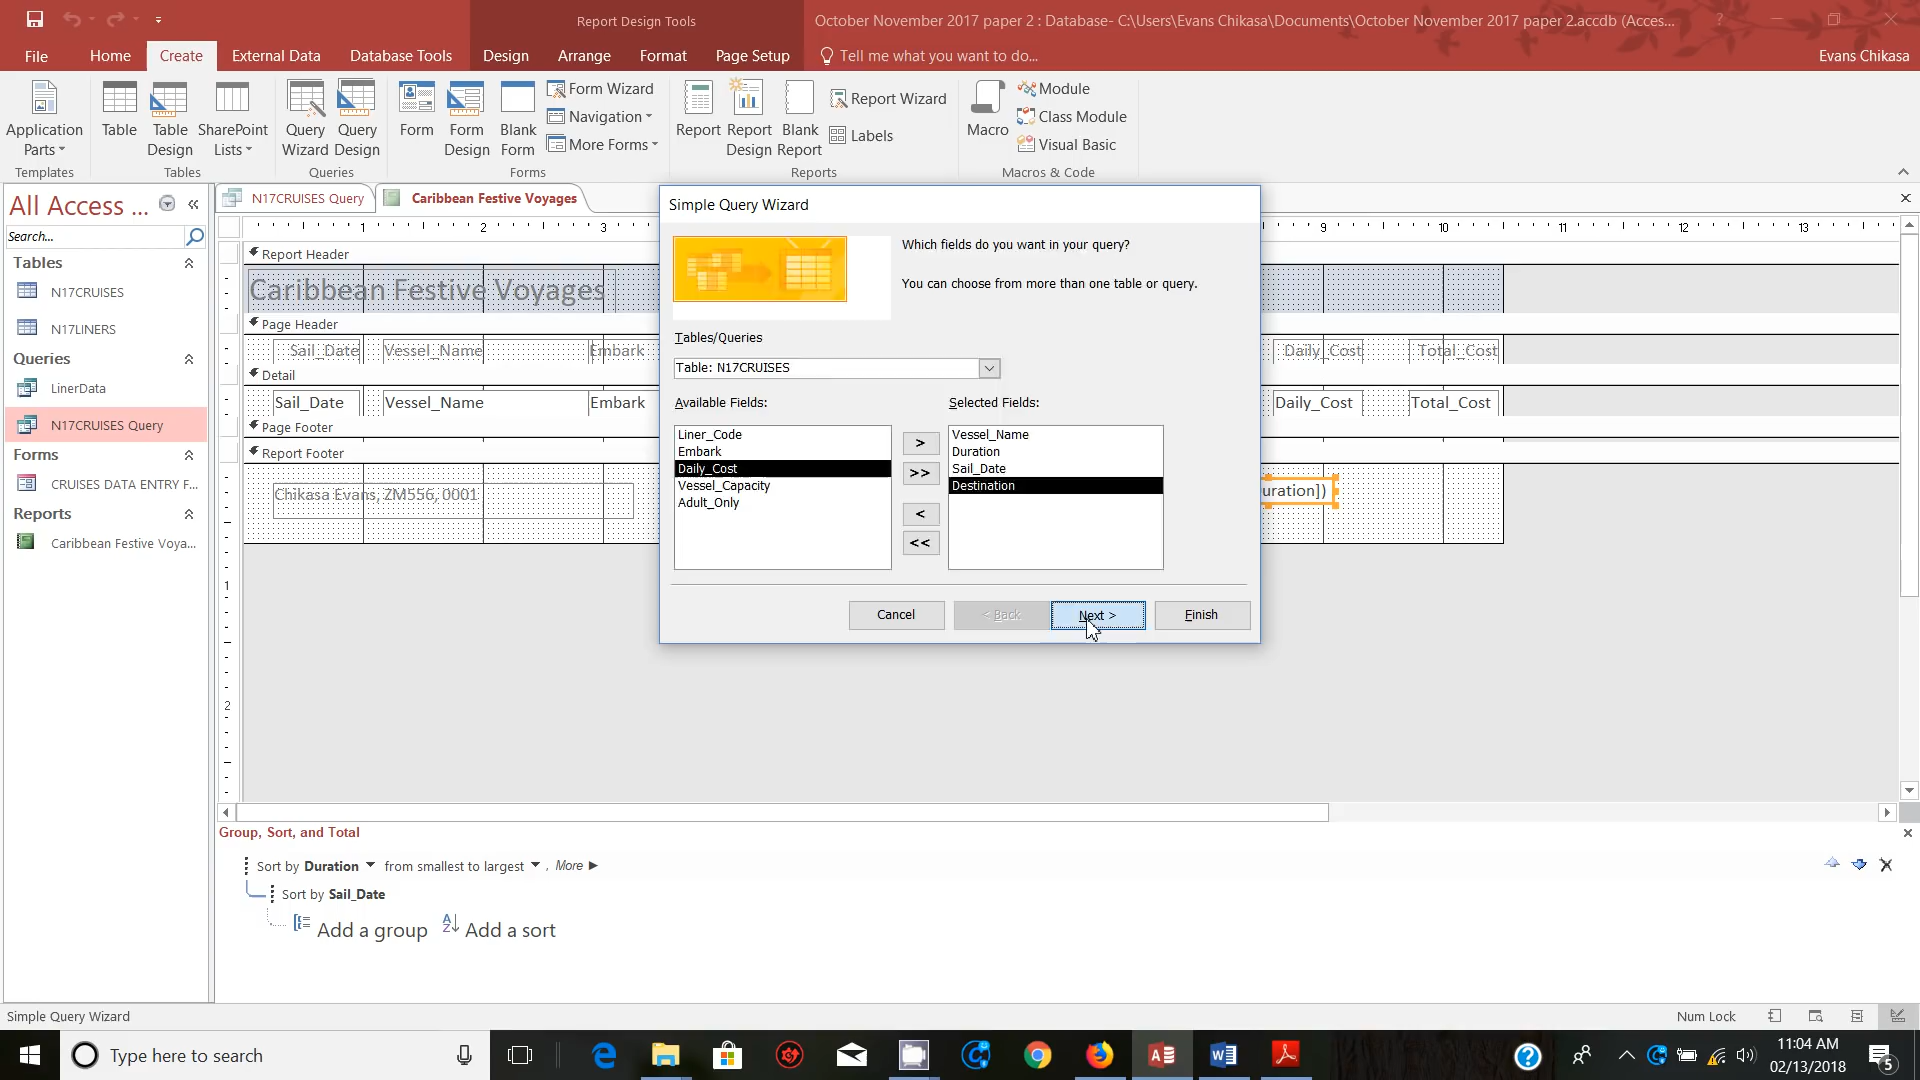 Report Design Tools
October November 2017 paper 2 : Database- C:\Users\Evans Chikasa\Documents\October November 2017 paper 2.accdb (Acces...
File Home Create External Data Database Tools Design Arrange Format Page Setup Tell me what you want to do... Evans Chikasa
Application Parts
Table
Table Design
SharePoint Lists
Query Wizard
Query Design
Form
Form Design
Blank Form
Form Wizard
Navigation
More Forms
Report
Report Design
Blank Report
Report Wizard
Labels
Macro
Module
Class Module
Visual Basic
Templates Tables Queries Forms Reports Macros & Code
All Access ...
Search...
Tables
N17CRUISES
N17LINERS
Queries
LinerData
N17CRUISES Query
Forms
CRUISES DATA ENTRY F...
Reports
Caribbean Festive Voya...
N17CRUISES Query Caribbean Festive Voyages
1 2 3 9 10 11 12 13
Report Header
Caribbean Festive Voyages
Page Header
Sail_Date Vessel_Name Embark Daily_Cost Total_Cost
Detail
Sail_Date Vessel_Name Embark Daily_Cost Total_Cost
Page Footer
Report Footer
Chikasa Evans, ZM556, 0001 uration])
1
2
Simple Query Wizard
Which fields do you want in your query?
You can choose from more than one table or query.
Tables/Queries
Table: N17CRUISES
Available Fields:
Liner_Code
Embark
Daily_Cost
Vessel_Capacity
Adult_Only
> >> < <<
Selected Fields:
Vessel_Name
Duration
Sail_Date
Destination
Cancel < Back Next > Finish
Group, Sort, and Total
Sort by Duration from smallest to largest , More
Sort by Sail_Date
Add a group Add a sort
Simple Query Wizard Num Lock
Type here to search
11:04 AM
02/13/2018
5